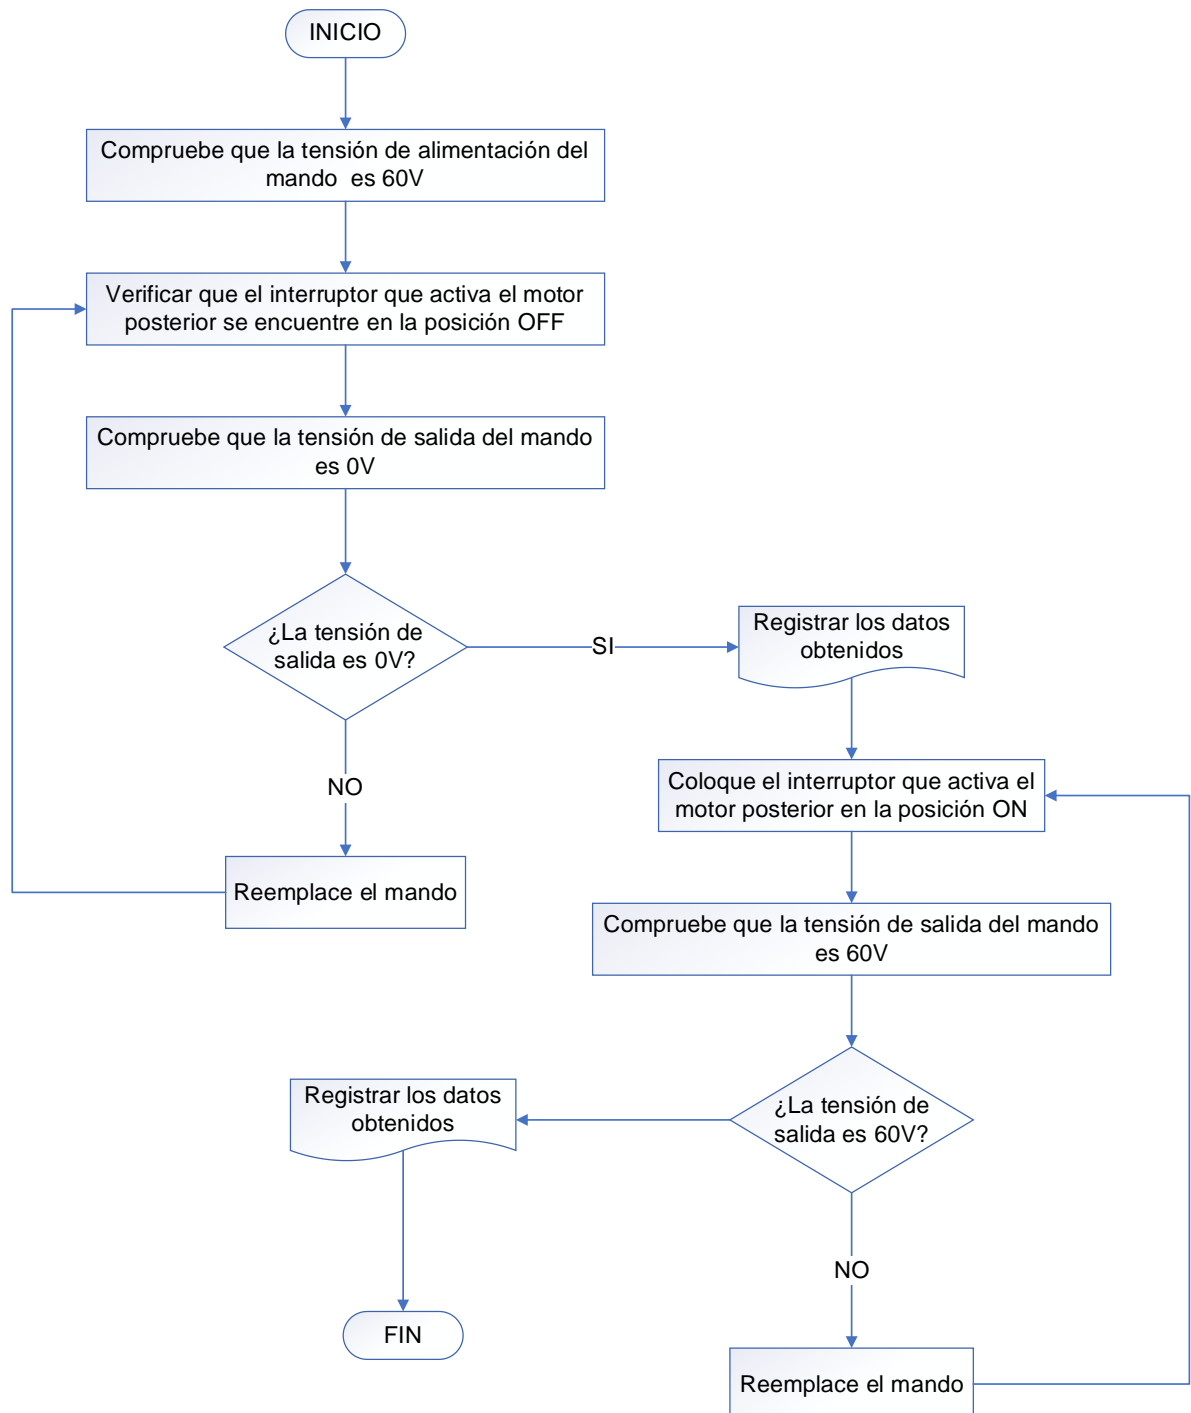 INICIO
Compruebe que la tensión de alimentación del
mando es 60V
Verificar que el interruptor que activa el motor
posterior se encuentre en la posición OFF
Compruebe que la tensión de salida del mando
es 0V
¿La tensión de
salida es 0V?
SI
Registrar los datos
obtenidos
NO
Reemplace el mando
Coloque el interruptor que activa el
motor posterior en la posición ON
Compruebe que la tensión de salida del mando
es 60V
¿La tensión de
salida es 60V?
Registrar los datos
obtenidos
NO
FIN
Reemplace el mando